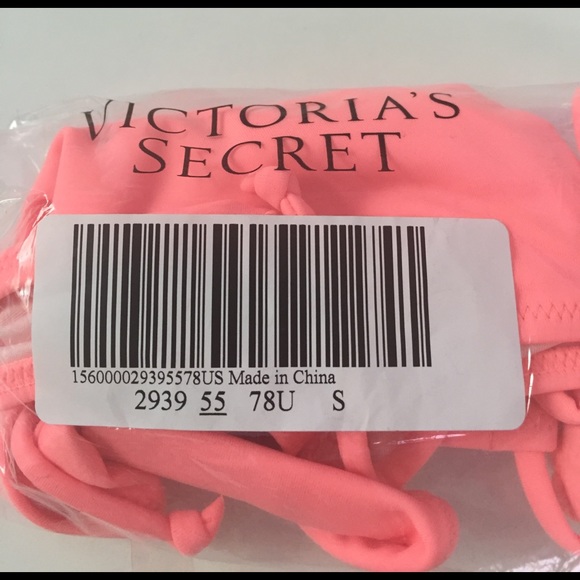 VICTORIA'S
SECRET
156000029395578US Made in China
2939 55 78U S